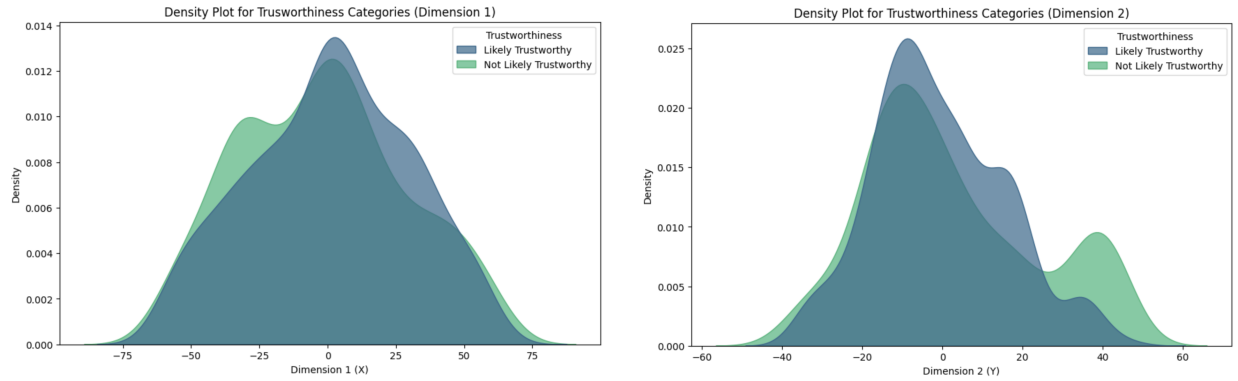 Density Plot for Trusworthiness Categories (Dimension 1)
0.014
0.012
0.010
0.008
0.006
0.004
0.002
0.000
Density
Trustworthiness
Likely Trustworthy
Not Likely Trustworthy
−75
−50
−25
0
25
50
75
Dimension 1 (X)
Density Plot for Trustworthiness Categories (Dimension 2)
0.025
0.020
0.015
0.010
0.005
0.000
Density
Trustworthiness
Likely Trustworthy
Not Likely Trustworthy
−60
−40
−20
0
20
40
60
Dimension 2 (Y)